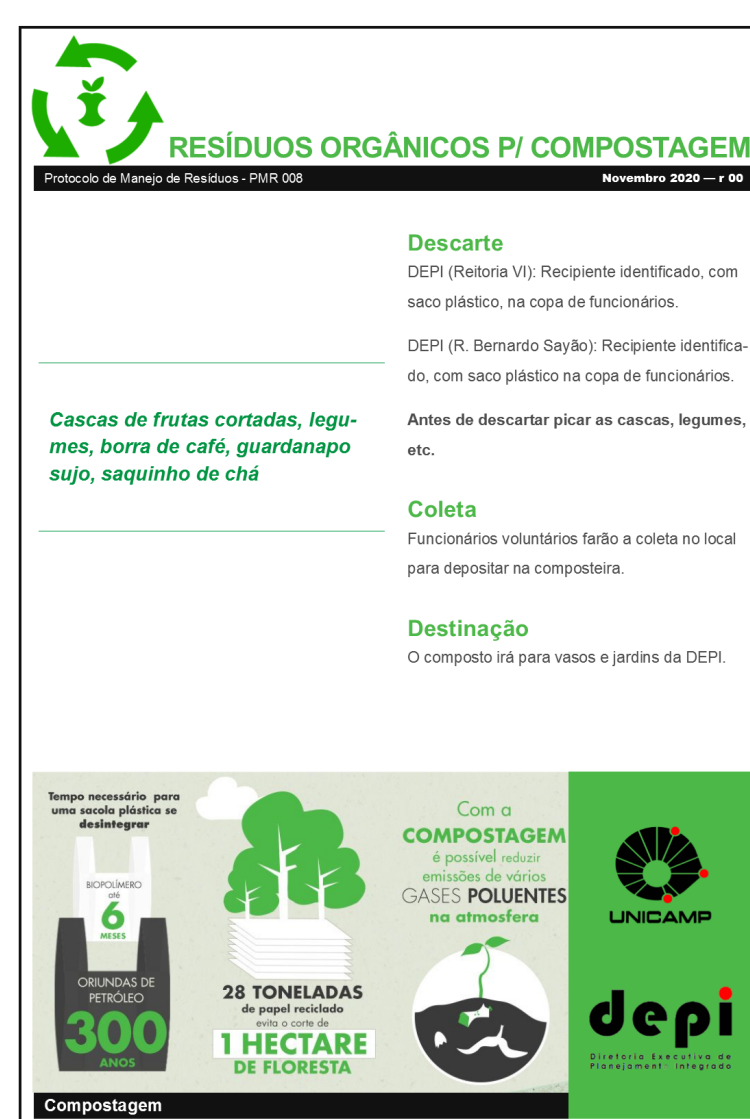 RESÍDUOS ORGÂNICOS P/ COMPOSTAGEM
Protocolo de Manejo de Resíduos - PMR 008
Novembro 2020 — r 00
Cascas de frutas cortadas, legu-
mes, borra de café, guardanapo
sujo, saquinho de chá
Descarte
DEPI (Reitoria VI): Recipiente identificado, com
saco plástico, na copa de funcionários.
DEPI (R. Bernardo Sayão): Recipiente identifica-
do, com saco plástico na copa de funcionários.
Antes de descartar picar as cascas, legumes,
etc.
Coleta
Funcionários voluntários farão a coleta no local
para depositar na composteira.
Destinação
O composto irá para vasos e jardins da DEPI.
Tempo necessário para
uma sacola plástica se
desintegrar
BIOPOLÍMERO
até
6
MESES
ORIUNDAS DE
PETRÓLEO
300
ANOS
28 TONELADAS
de papel reciclado
evita o corte de
1 HECTARE
DE FLORESTA
Com a
COMPOSTAGEM
é possível reduzir
emissões de vários
GASES POLUENTES
na atmosfera
UNICAMP
depi
Diretoria Executiva de
Planejamento Integrado
Compostagem